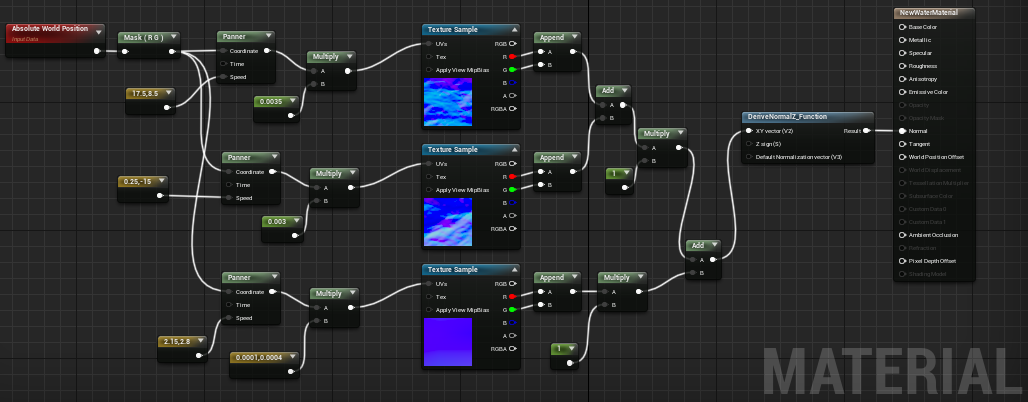 Absolute World Position
Input Data
Mask ( R G )
17.5,8.5
0.25,-15
2.15,2.8
Panner
Coordinate
Time
Speed
Multiply
A
B
0.0035
Panner
Coordinate
Time
Speed
Multiply
A
B
0.003
Panner
Coordinate
Time
Speed
Multiply
A
B
0.0001,0.0004
Texture Sample
UVs RGB
Tex R
Apply View MipBias G
B
A
RGBA
Texture Sample
UVs RGB
Tex R
Apply View MipBias G
B
A
RGBA
Texture Sample
UVs RGB
Tex R
Apply View MipBias G
B
A
RGBA
Append
A
B
Append
A
B
Append
A
B
Add
A
B
Multiply
A
B
1
Multiply
A
B
1
Add
A
B
DeriveNormalZ_Function
XY vector (V2) Result
Z sign (S)
Default Normalization vector (V3)
NewWaterMaterial
Base Color
Metallic
Specular
Roughness
Anisotropy
Emissive Color
Opacity
Opacity Mask
Normal
Tangent
World Position Offset
World Displacement
Tessellation Multiplier
Subsurface Color
Custom Data 0
Custom Data 1
Ambient Occlusion
Refraction
Pixel Depth Offset
Shading Model
MATERIAL